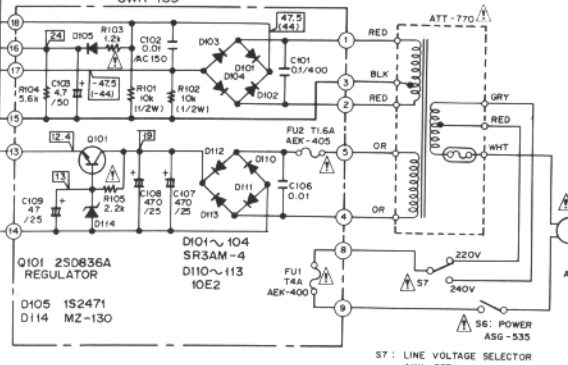 18
16
17
15
24
D105
R103
1.2k
C102
0.01
/AC150
47.5
(44)
D103
D101
D104
D102
C101
0.1/400
R104
5.6k
C103
4.7
/50
-47.5
(-44)
R101
10k
(1/2W)
R102
10k
(1/2W)
1
RED
3
BLK
2
RED
ATT-770
GRY
RED
WHT
13
12.4
Q101
19
13
C109
47
/25
R105
2.2k
D114
14
C108
470
/25
C107
470
/25
D112
D110
D111
D113
FU2 T1.6A
AEK-405
C106
0.01
5
OR
4
OR
Q101 2SD836A
REGULATOR
D105 1S2471
D114 MZ-130
D101~104
SR3AM-4
D110~113
10E2
8
FU1
T4A
AEK-400
9
220V
S7
240V
S6: POWER
ASG-535
S7: LINE VOLTAGE SELECTOR